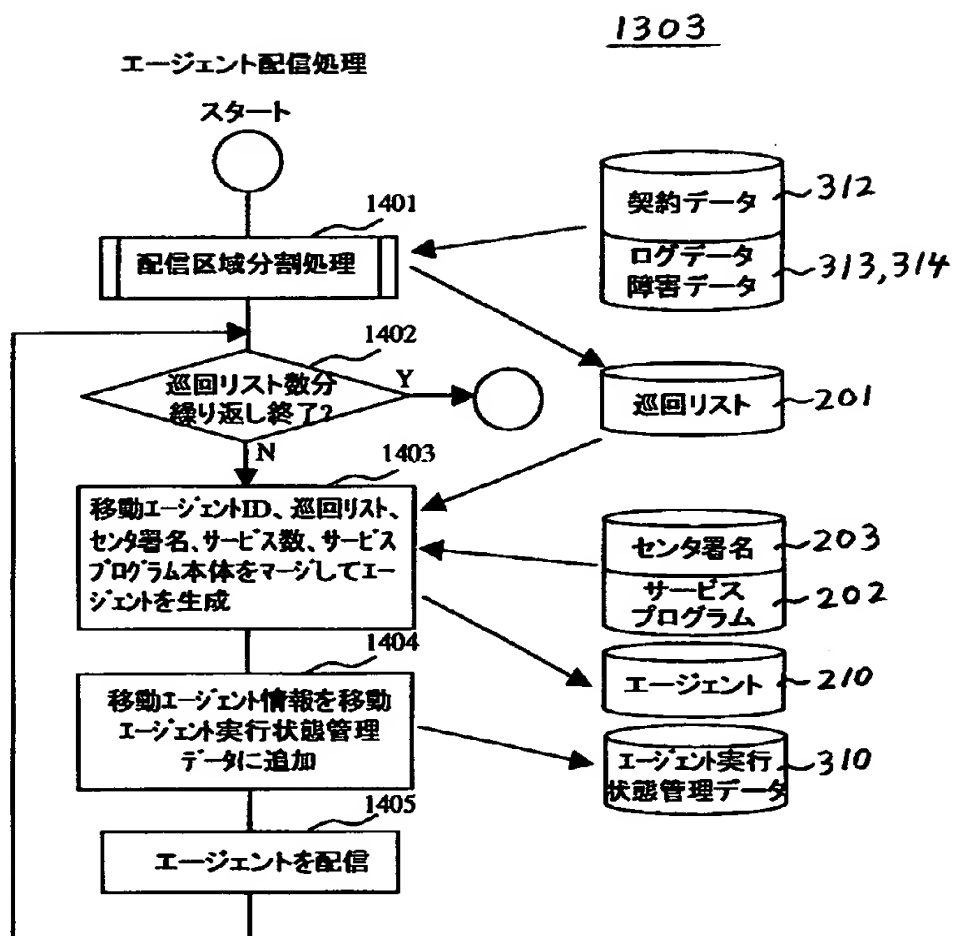 1303
エージェント配信処理
スタート
1401
配信区域分割処理
契約データ
312
ログデータ
障害データ
313,314
1402
巡回リスト数分
繰り返し終了?
Y
N
巡回リスト
201
1403
移動エージェントID、巡回リスト、
センタ署名、サービス数、サービス
プログラム本体をマージしてエー
ジェントを生成
センタ署名
203
サービス
プログラム
202
エージェント
210
1404
移動エージェント情報を移動
エージェント実行状態管理
データに追加
エージェント実行
状態管理データ
310
1405
エージェントを配信